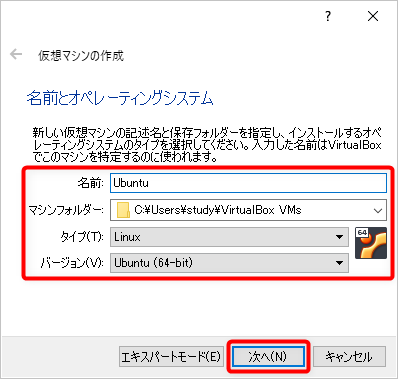 ?
仮想マシンの作成
名前とオペレーティングシステム
新しい仮想マシンの記述名と保存フォルダーを指定し、インストールするオペ
レーティングシステムのタイプを選択してください。入力した名前はVirtualBox
でこのマシンを特定するのに使われます。
名前: Ubuntu
マシンフォルダー: C:¥Users¥study¥VirtualBox VMs
タイプ(T): Linux
64
バージョン(V): Ubuntu (64-bit)
エキスパートモード(E) 次へ(N) キャンセル